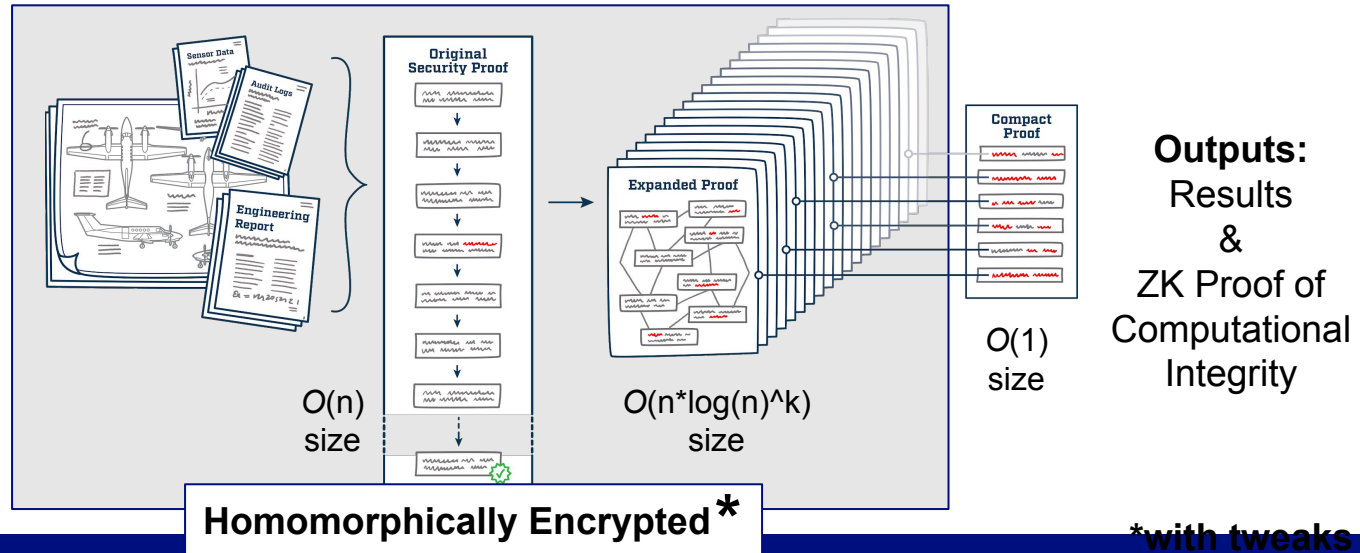 Sensor Data
Audit Logs
Engineering
Report
Original
Security Proof
O(n)
size
Expanded Proof
O(n*log(n)^k)
size
Compact
Proof
O(1)
size
Outputs:
Results
&
ZK Proof of
Computational
Integrity
Homomorphically Encrypted*
*with tweaks